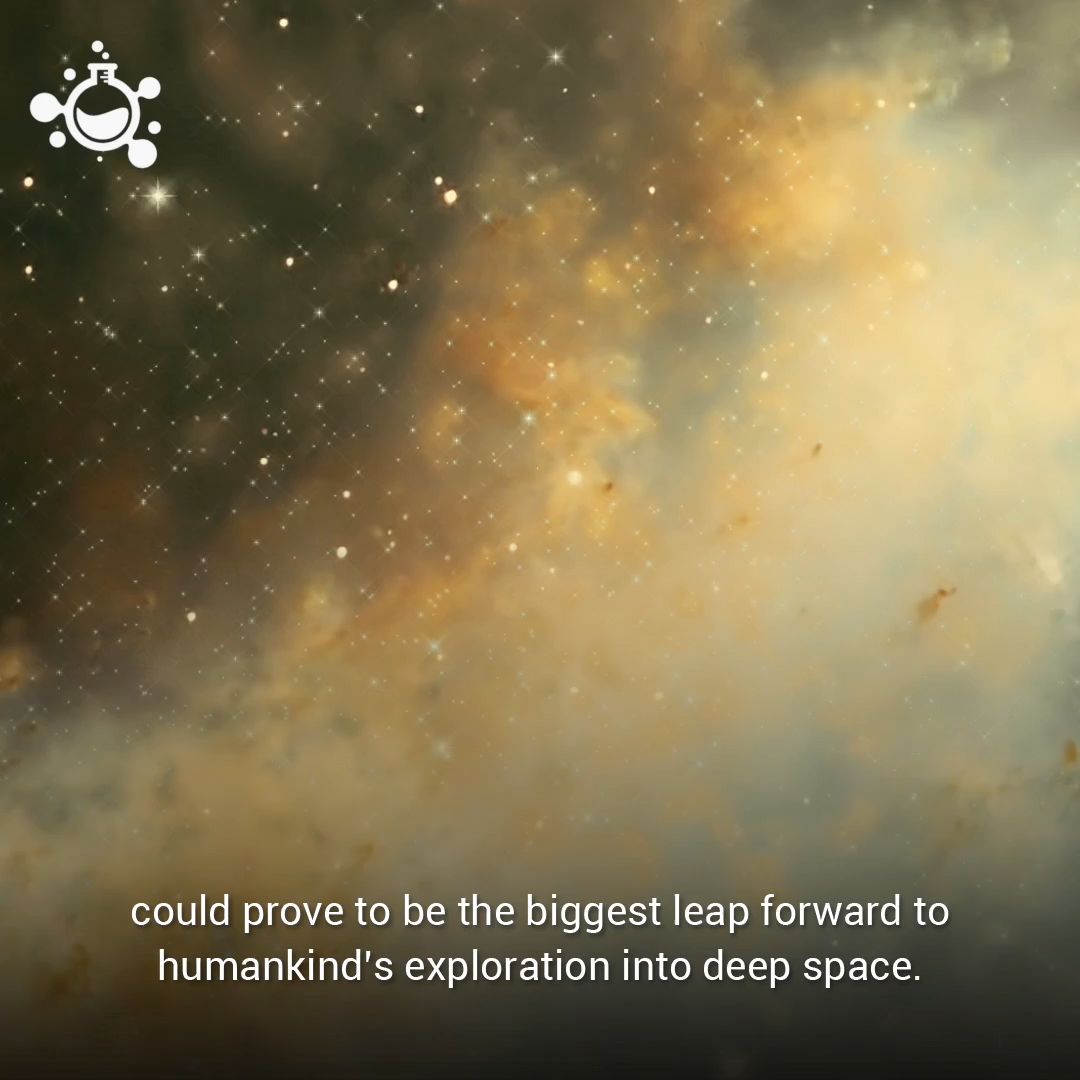 could prove to be the biggest leap forward to
humankind's exploration into deep space.